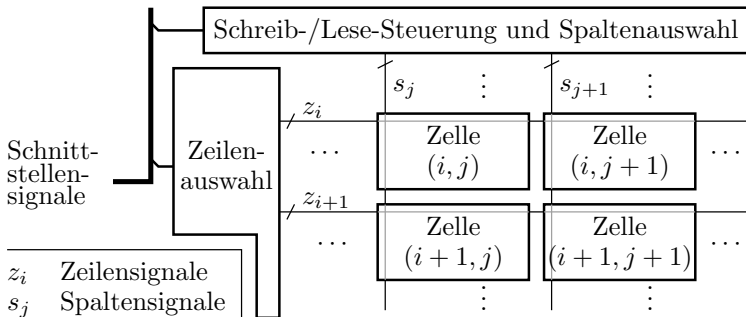 Schreib-/Lese-Steuerung und Spaltenauswahl
s_j ⋮ s_{j+1} ⋮
z_i
Schnitt-
stellen-
signale
Zeilen-
auswahl
... Zelle Zelle ...
(i, j) (i, j + 1)
z_{i+1}
... Zelle Zelle ...
(i + 1, j) (i + 1, j + 1)
⋮ ⋮
z_i Zeilensignale
s_j Spaltensignale